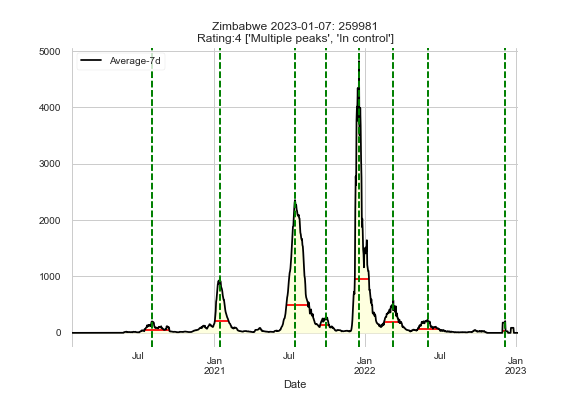 Zimbabwe 2023-01-07: 259981
Rating:4 ['Multiple peaks', 'In control']
Average-7d
5000
4000
3000
2000
1000
0
Jul
Jan
2021
Jul
Jan
2022
Jul
Jan
2023
Date